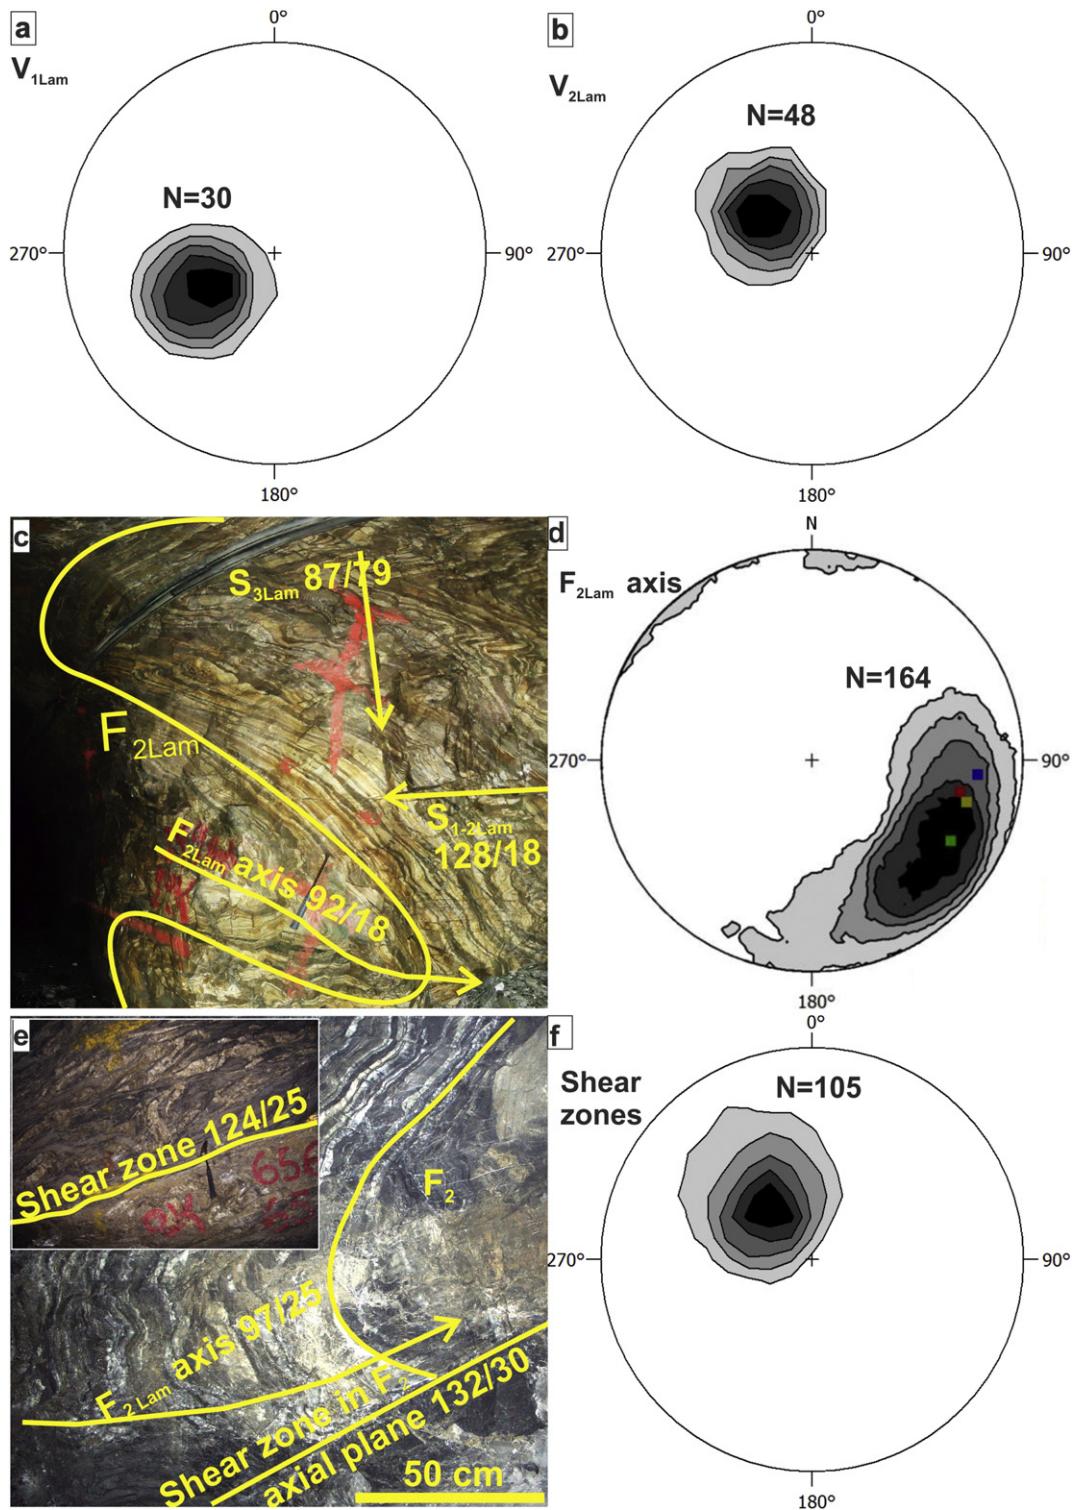 a
V1Lam
0°
N=30
270°
90°
180°
b
V2Lam
N=48
270°
90°
180°
c
S3Lam 87/79
F2Lam
S1-2Lam
128/18
F2Lam axis 92/18
d
N
F2Lam axis
N=164
270°
90°
180°
e
Shear zone 124/25
F2
F2 Lam axis 97/25
Shear zone in F2
axial plane 132/30
50 cm
f
0°
Shear
zones
N=105
270°
90°
180°